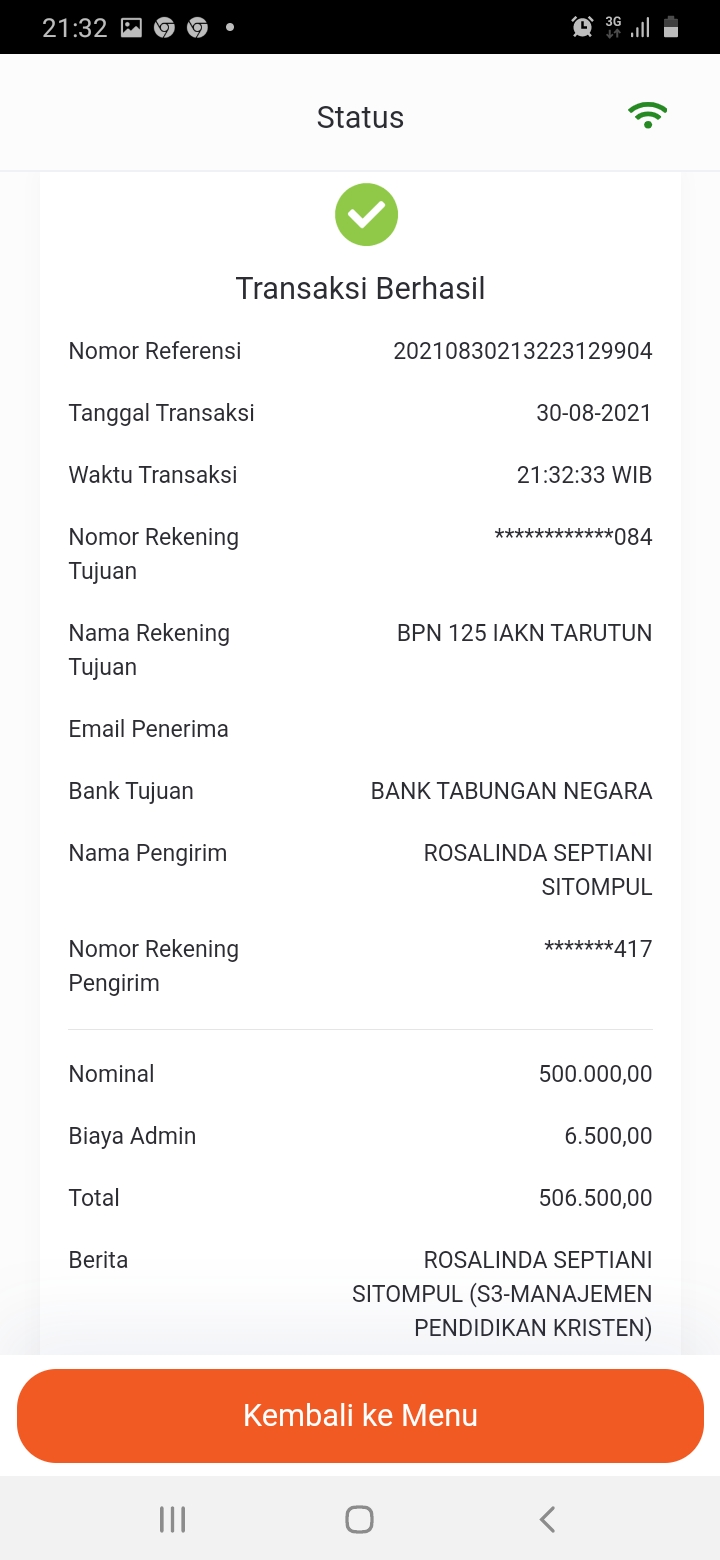 21:32
3G
Status
Transaksi Berhasil
Nomor Referensi 20210830213223129904
Tanggal Transaksi 30-08-2021
Waktu Transaksi 21:32:33 WIB
Nomor Rekening ************084
Tujuan
Nama Rekening BPN 125 IAKN TARUTUN
Tujuan
Email Penerima
Bank Tujuan BANK TABUNGAN NEGARA
Nama Pengirim ROSALINDA SEPTIANI
SITOMPUL
Nomor Rekening *******417
Pengirim
Nominal 500.000,00
Biaya Admin 6.500,00
Total 506.500,00
Berita ROSALINDA SEPTIANI
SITOMPUL (S3-MANAJEMEN
PENDIDIKAN KRISTEN)
Kembali ke Menu